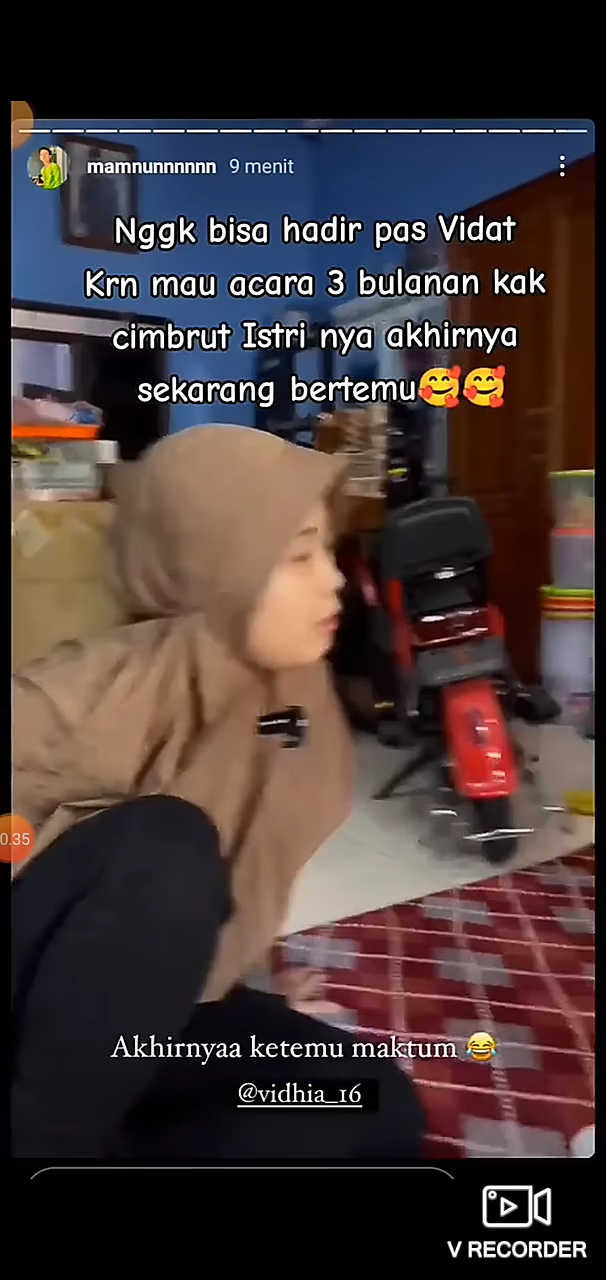 mamnunnnnnn 9 menit
Nggk bisa hadir pas Vidat
Krn mau acara 3 bulanan kak
cimbrut Istri nya akhirnya
sekarang bertemu🥰🥰
0.35
Akhirnyaa ketemu maktum 😂
@vidhia_16
V RECORDER